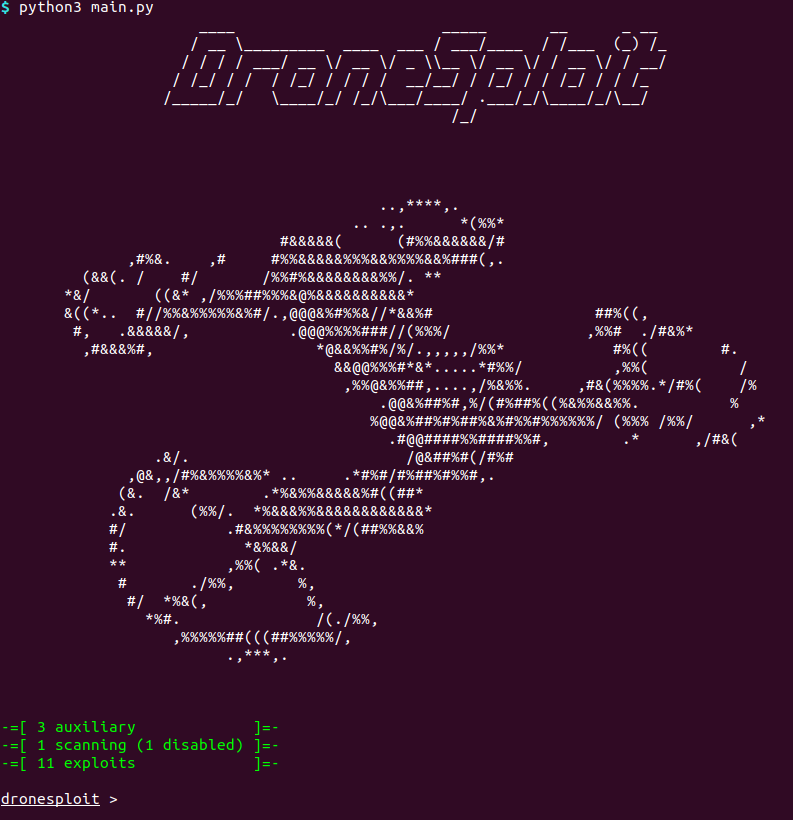 $ python3 main.py
DroneSploit
-=[ 3 auxiliary ]=-
-=[ 1 scanning (1 disabled) ]=-
-=[ 11 exploits ]=-
dronesploit >